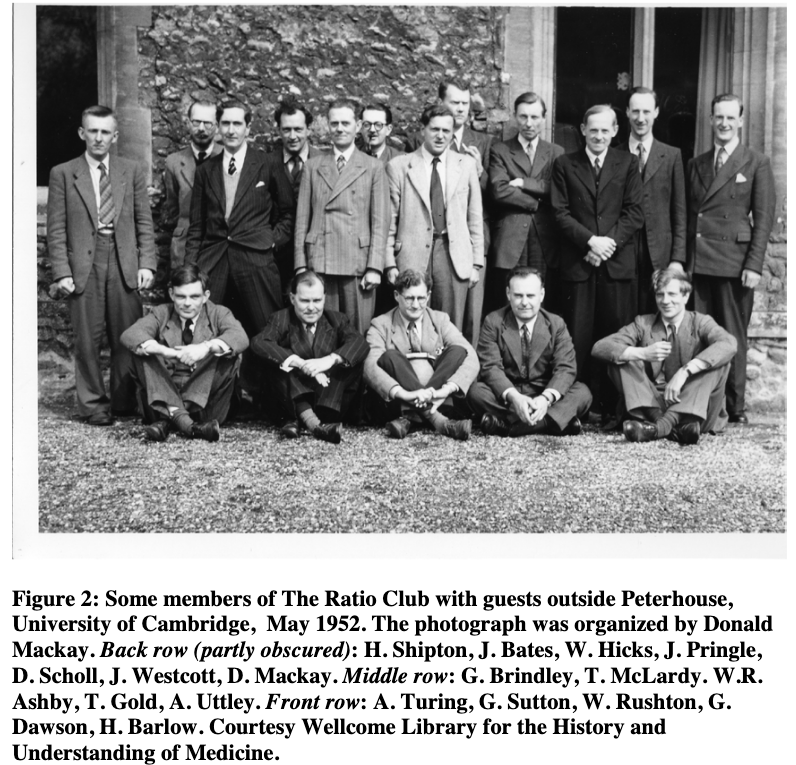 Figure 2: Some members of The Ratio Club with guests outside Peterhouse,
University of Cambridge,  May 1952. The photograph was organized by Donald
Mackay. Back row (partly obscured): H. Shipton, J. Bates, W. Hicks, J. Pringle,
D. Scholl, J. Westcott, D. Mackay. Middle row: G. Brindley, T. McLardy. W.R.
Ashby, T. Gold, A. Uttley. Front row: A. Turing, G. Sutton, W. Rushton, G.
Dawson, H. Barlow. Courtesy Wellcome Library for the History and
Understanding of Medicine.